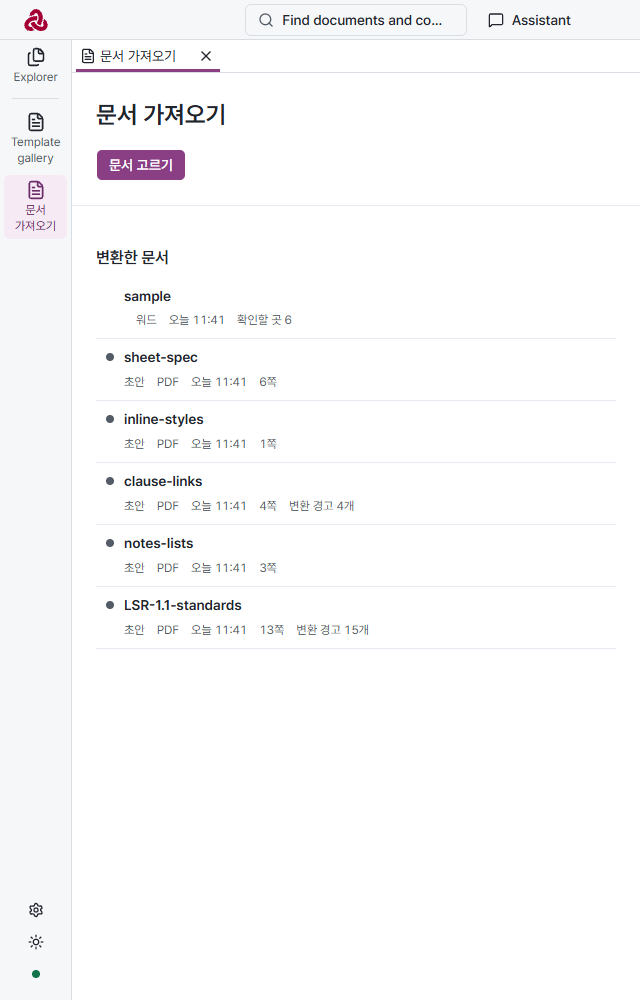 Find documents and co...
Assistant
Explorer
Template
gallery
문서
가져오기
문서 가져오기
문서 가져오기
문서 고르기
변환한 문서
sample
워드 오늘 11:41 확인할 곳 6
sheet-spec
초안 PDF 오늘 11:41 6쪽
inline-styles
초안 PDF 오늘 11:41 1쪽
clause-links
초안 PDF 오늘 11:41 4쪽 변환 경고 4개
notes-lists
초안 PDF 오늘 11:41 3쪽
LSR-1.1-standards
초안 PDF 오늘 11:41 13쪽 변환 경고 15개